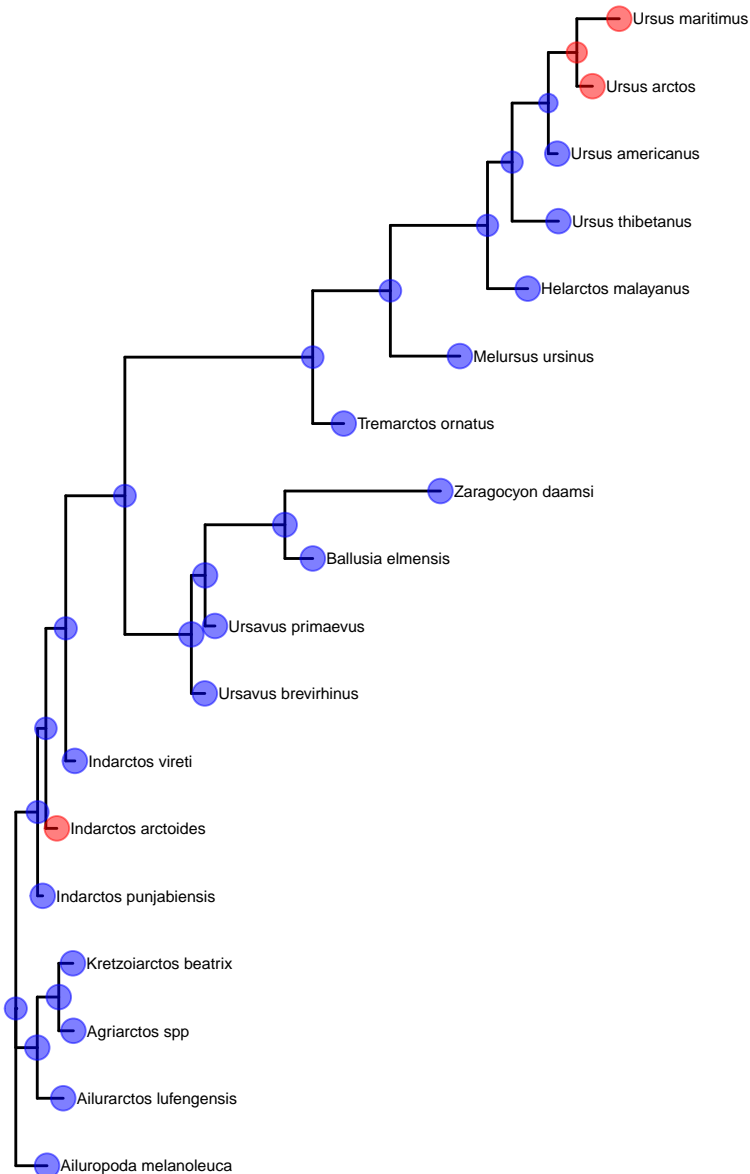 Ursus maritimus
Ursus arctos
Ursus americanus
Ursus thibetanus
Helarctos malayanus
Melursus ursinus
Tremarctos ornatus
Zaragocyon daamsi
Ballusia elmensis
Ursavus primaevus
Ursavus brevirhinus
Indarctos vireti
Indarctos arctoides
Indarctos punjabiensis
Kretzoiarctos beatrix
Agriarctos spp
Ailurarctos lufengensis
Ailuropoda melanoleuca